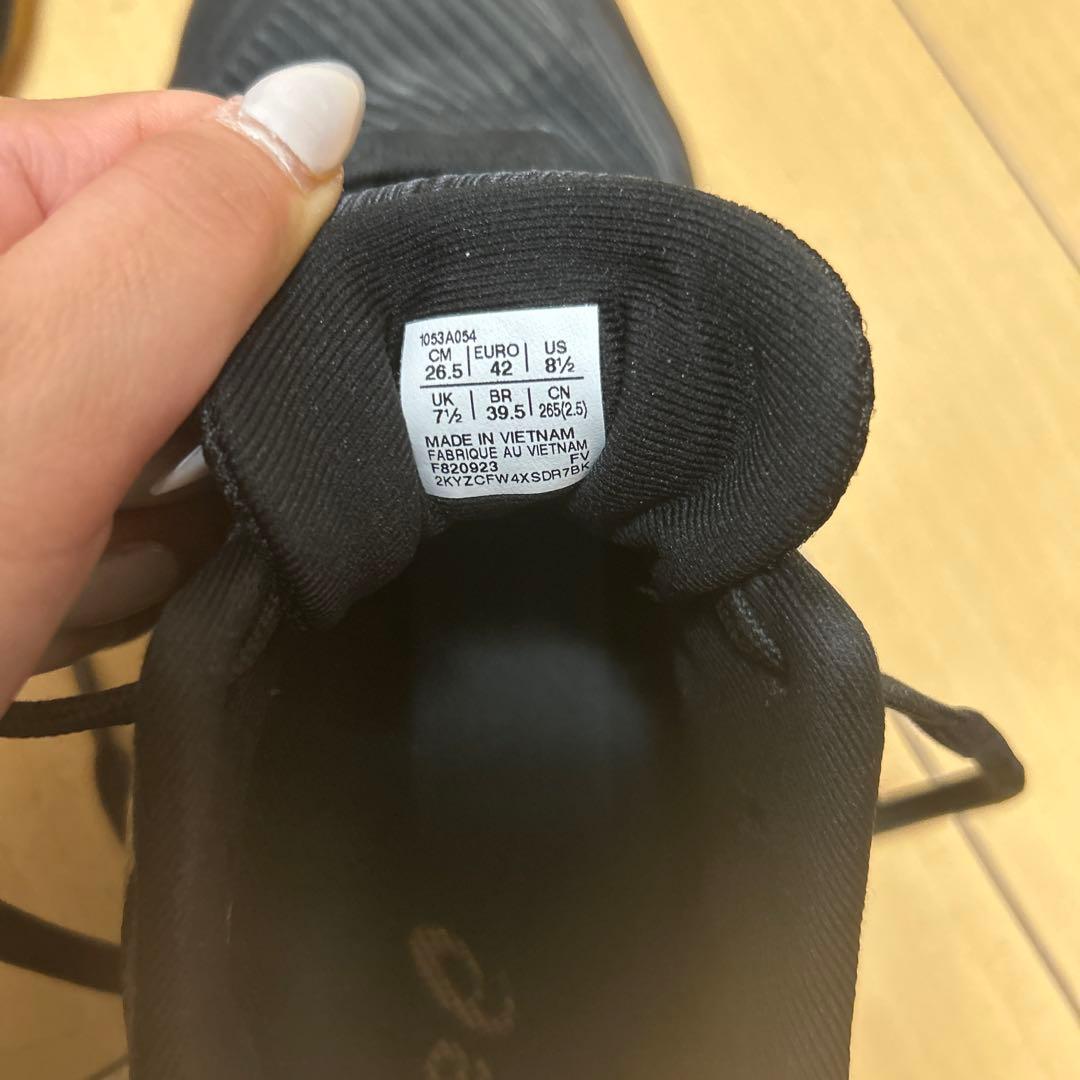 1053A054
CM EURO US
26.5 42 8½
UK BR CN
7½ 39.5 265(2.5)
MADE IN VIETNAM
FABRIQUE AU VIETNAM
F820923 FV
2KYZCFW4XSDR7BK